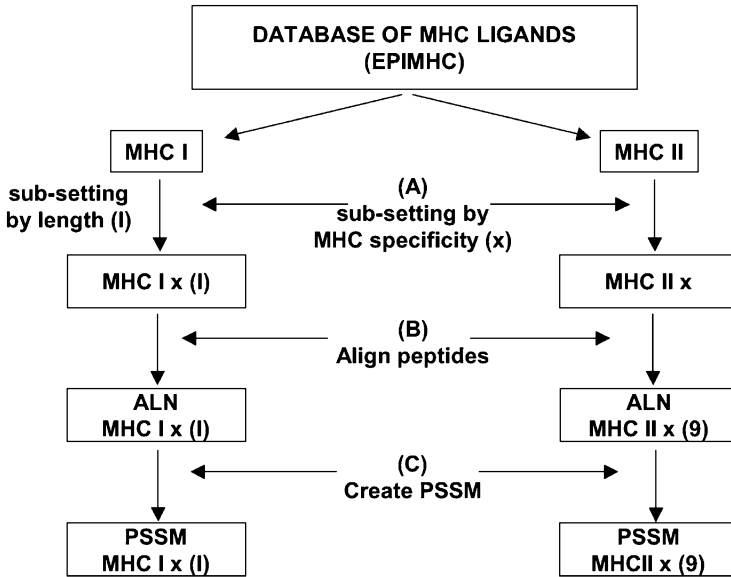 DATABASE OF MHC LIGANDS
(EPIMHC)
MHC I
MHC II
sub-setting
by length (l)
(A)
sub-setting by
MHC specificity (x)
MHC I x (l)
MHC II x
(B)
Align peptides
ALN
MHC I x (l)
ALN
MHC II x (9)
(C)
Create PSSM
PSSM
MHC I x (l)
PSSM
MHCII x (9)